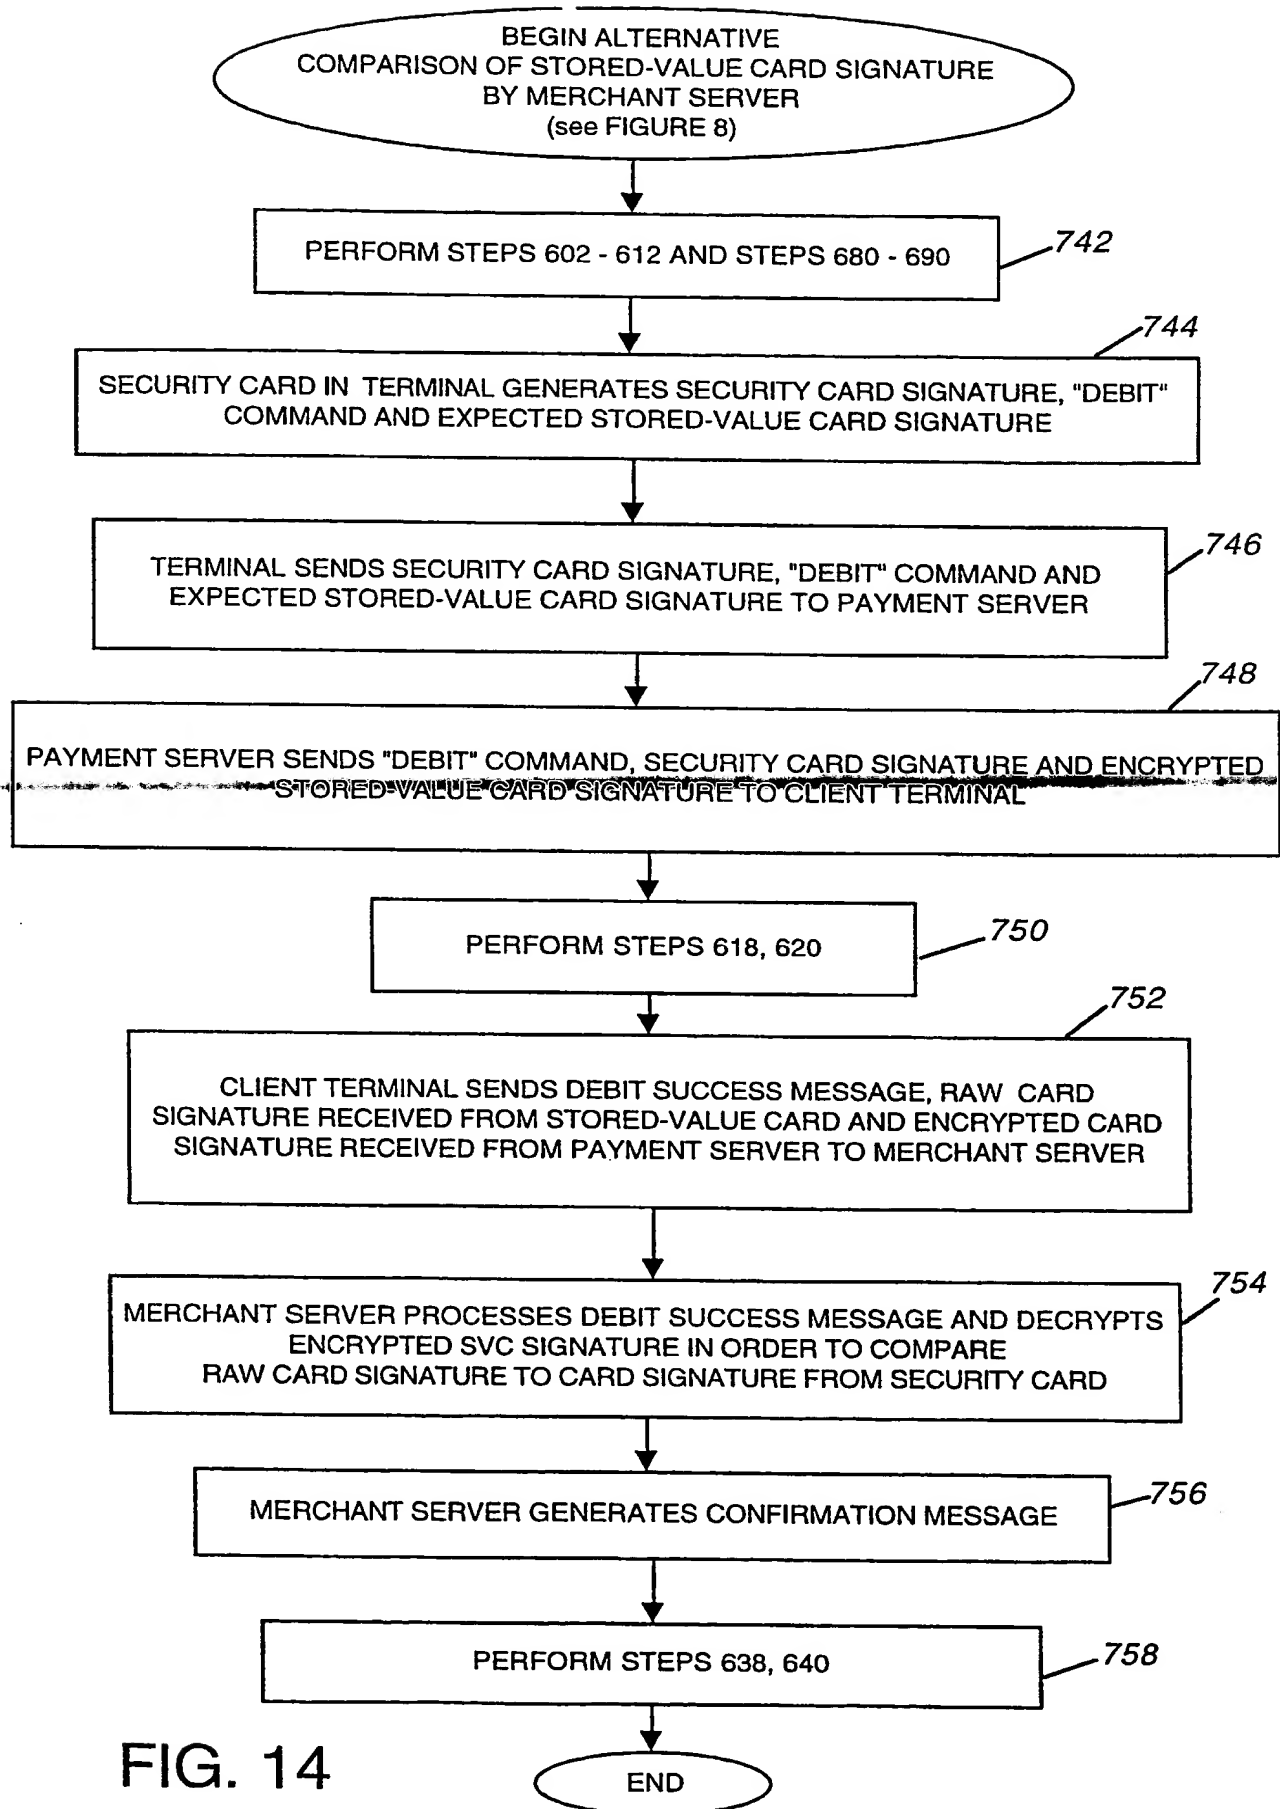 BEGIN ALTERNATIVE
COMPARISON OF STORED-VALUE CARD SIGNATURE
BY MERCHANT SERVER
(see FIGURE 8)
PERFORM STEPS 602 - 612 AND STEPS 680 - 690
742
744
SECURITY CARD IN TERMINAL GENERATES SECURITY CARD SIGNATURE, "DEBIT"
COMMAND AND EXPECTED STORED-VALUE CARD SIGNATURE
746
TERMINAL SENDS SECURITY CARD SIGNATURE, "DEBIT" COMMAND AND
EXPECTED STORED-VALUE CARD SIGNATURE TO PAYMENT SERVER
748
PAYMENT SERVER SENDS "DEBIT" COMMAND, SECURITY CARD SIGNATURE AND ENCRYPTED
STORED-VALUE CARD SIGNATURE TO CLIENT TERMINAL
PERFORM STEPS 618, 620
750
752
CLIENT TERMINAL SENDS DEBIT SUCCESS MESSAGE, RAW CARD
SIGNATURE RECEIVED FROM STORED-VALUE CARD AND ENCRYPTED CARD
SIGNATURE RECEIVED FROM PAYMENT SERVER TO MERCHANT SERVER
754
MERCHANT SERVER PROCESSES DEBIT SUCCESS MESSAGE AND DECRYPTS
ENCRYPTED SVC SIGNATURE IN ORDER TO COMPARE
RAW CARD SIGNATURE TO CARD SIGNATURE FROM SECURITY CARD
MERCHANT SERVER GENERATES CONFIRMATION MESSAGE
756
PERFORM STEPS 638, 640
758
FIG. 14
END